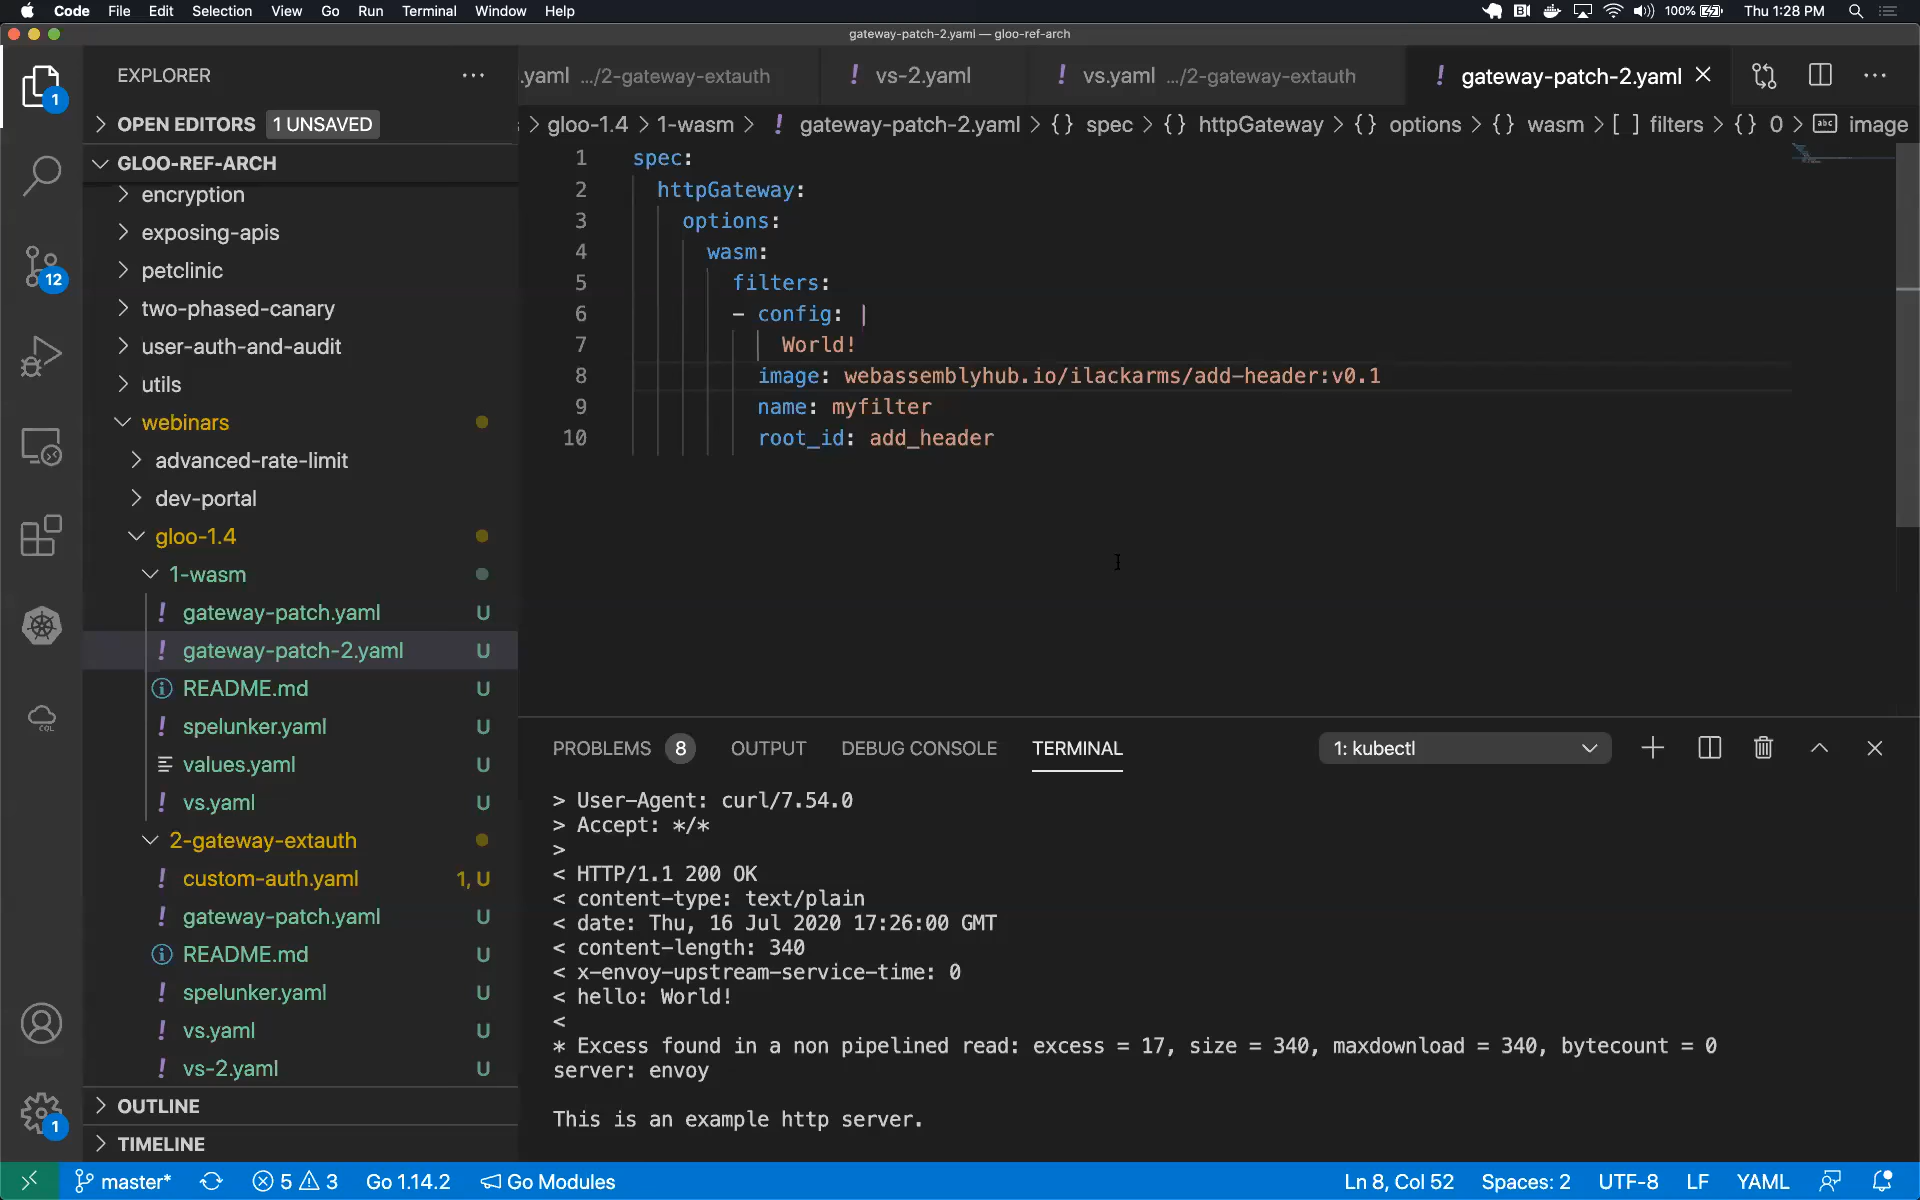 Code File Edit Selection View Go Run Terminal Window Help 100% Thu 1:28 PM
gateway-patch-2.yaml — gloo-ref-arch
EXPLORER
.yaml .../2-gateway-extauth ! vs-2.yaml ! vs.yaml .../2-gateway-extauth ! gateway-patch-2.yaml
1
OPEN EDITORS 1 UNSAVED
> gloo-1.4 > 1-wasm > ! gateway-patch-2.yaml > {} spec > {} httpGateway > {} options > {} wasm > [ ] filters > {} 0 > abc image
GLOO-REF-ARCH
encryption
exposing-apis
petclinic
12
two-phased-canary
user-auth-and-audit
utils
webinars
advanced-rate-limit
dev-portal
gloo-1.4
1-wasm
! gateway-patch.yaml U
! gateway-patch-2.yaml U
README.md U
! spelunker.yaml U
values.yaml U
! vs.yaml U
2-gateway-extauth
! custom-auth.yaml 1, U
! gateway-patch.yaml U
README.md U
! spelunker.yaml U
! vs.yaml U
! vs-2.yaml U
OUTLINE
1
TIMELINE
1 spec:
2 httpGateway:
3 options:
4 wasm:
5 filters:
6 - config: |
7 World!
8 image: webassemblyhub.io/ilackarms/add-header:v0.1
9 name: myfilter
10 root_id: add_header
PROBLEMS 8 OUTPUT DEBUG CONSOLE TERMINAL 1: kubectl
> User-Agent: curl/7.54.0
> Accept: */*
>
< HTTP/1.1 200 OK
< content-type: text/plain
< date: Thu, 16 Jul 2020 17:26:00 GMT
< content-length: 340
< x-envoy-upstream-service-time: 0
< hello: World!
<
* Excess found in a non pipelined read: excess = 17, size = 340, maxdownload = 340, bytecount = 0
server: envoy
This is an example http server.
master* 5 3 Go 1.14.2 Go Modules Ln 8, Col 52 Spaces: 2 UTF-8 LF YAML